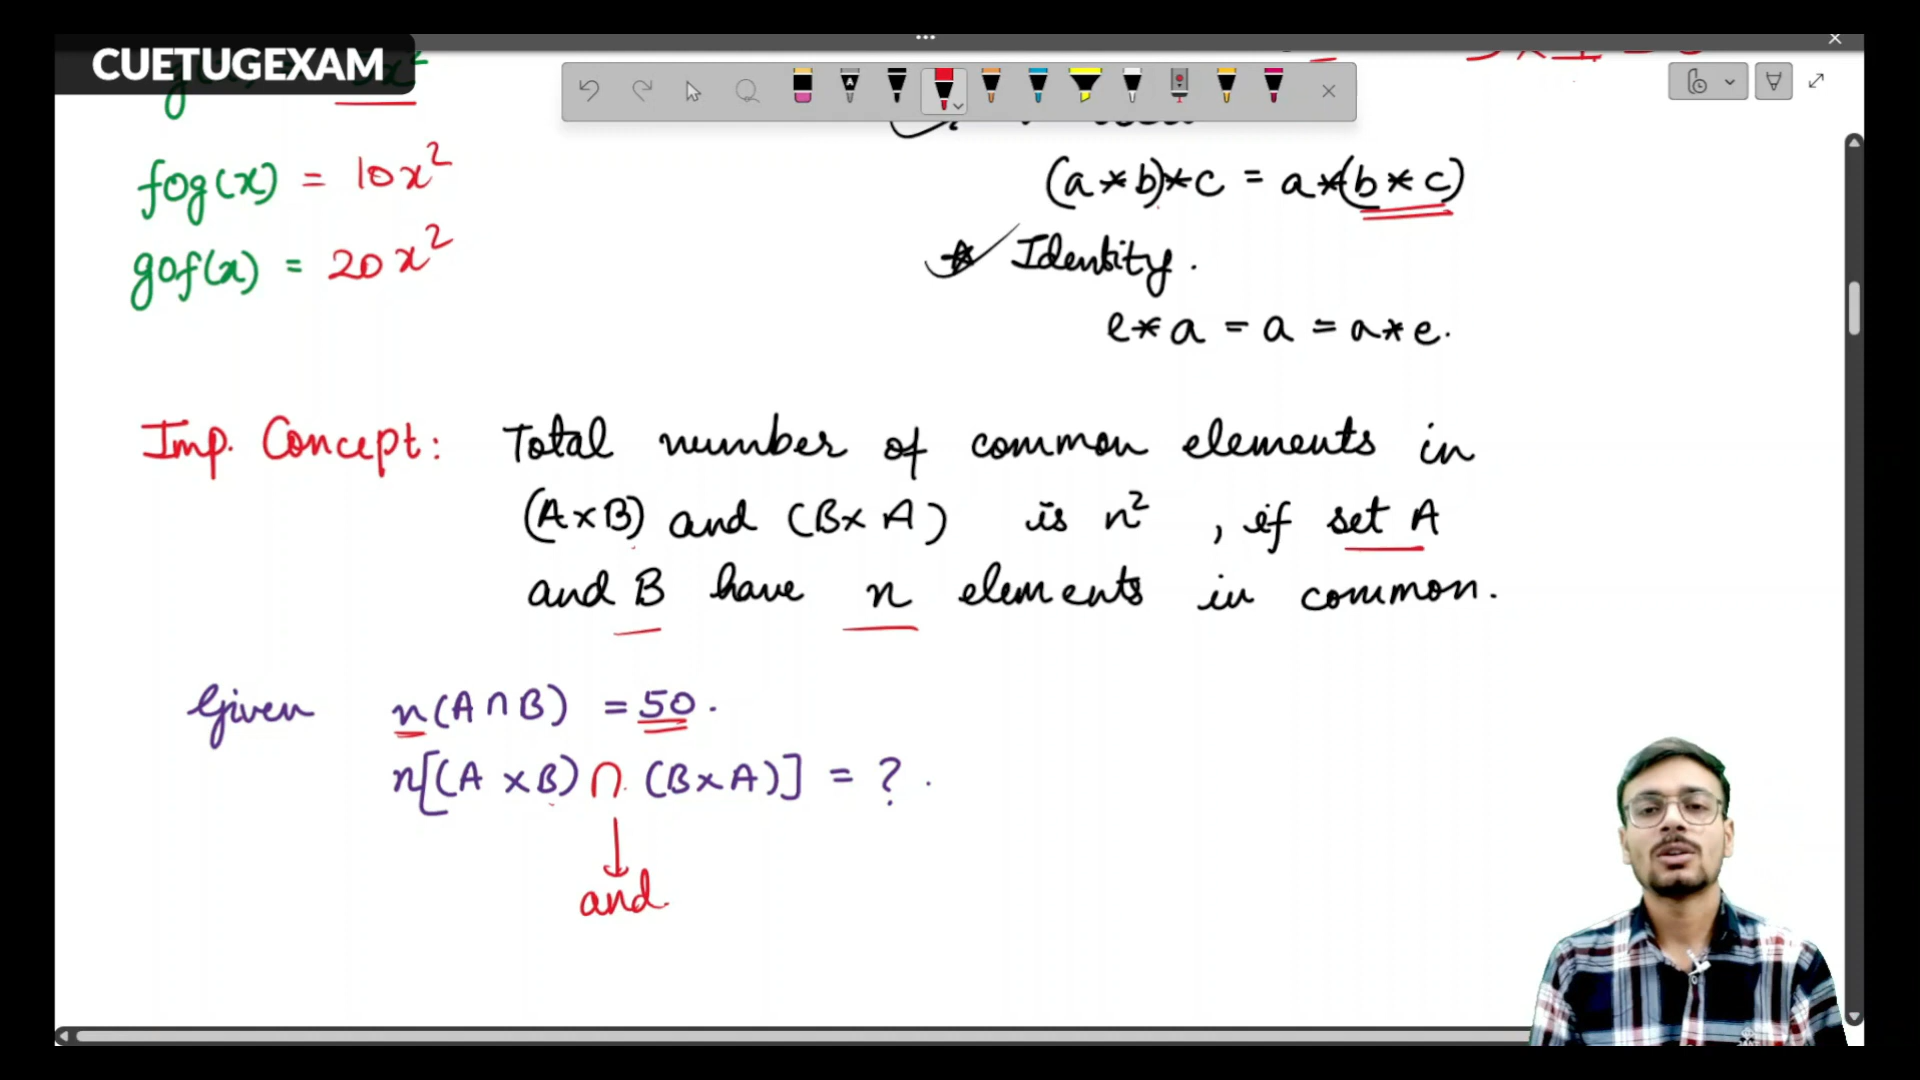 CUETUGEXAM
fog(x) = 10x²
gof(x) = 20x²
(a*b)*c = a*(b*c)
Identity.
e*a = a = a*e.
Imp. Concept: Total number of common elements in
(A×B) and (B×A) is n², if set A
and B have n elements in common.
Given n(A∩B) = 50.
n[(A×B)∩(B×A)] = ?.
and